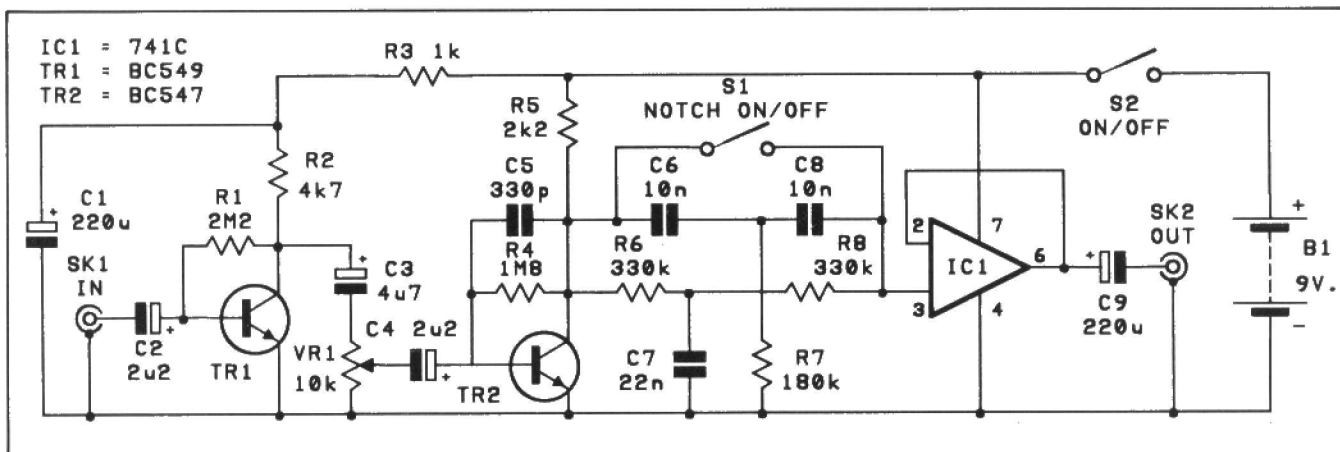 IC1 = 741C
TR1 = BC549
TR2 = BC547
R3 1k
S1
NOTCH ON/OFF
S2
ON/OFF
R5
2k2
R2
4k7
C1
+
220u
R1
2M2
C5
330p
C6
10n
C8
10n
SK1
IN
C2
+
2u2
TR1
+
C3
4u7
VR1
10k
C4 2u2
+
R4
1M8
TR2
R6
330k
R8
330k
C7
22n
R7
180k
2
3
7
4
6
IC1
+
C9
220u
SK2
OUT
+
B1
9V.
-